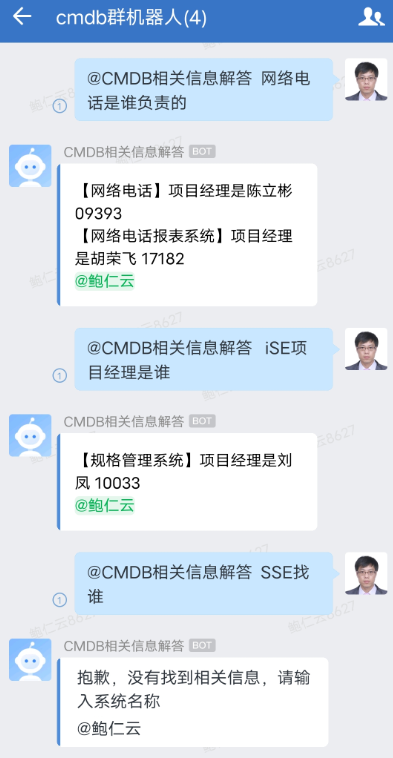 cmdb群机器人(4)
@CMDB相关信息解答 网络电
话是谁负责的
CMDB相关信息解答 BOT
【网络电话】项目经理是陈立彬
09393
【网络电话报表系统】项目经理
是胡荣飞 17182
@鲍仁云
@CMDB相关信息解答 iSE项
目经理是谁
CMDB相关信息解答 BOT
【规格管理系统】项目经理是刘
凤 10033
@鲍仁云
@CMDB相关信息解答 SSE找
谁
CMDB相关信息解答 BOT
抱歉，没有找到相关信息，请输
入系统名称
@鲍仁云